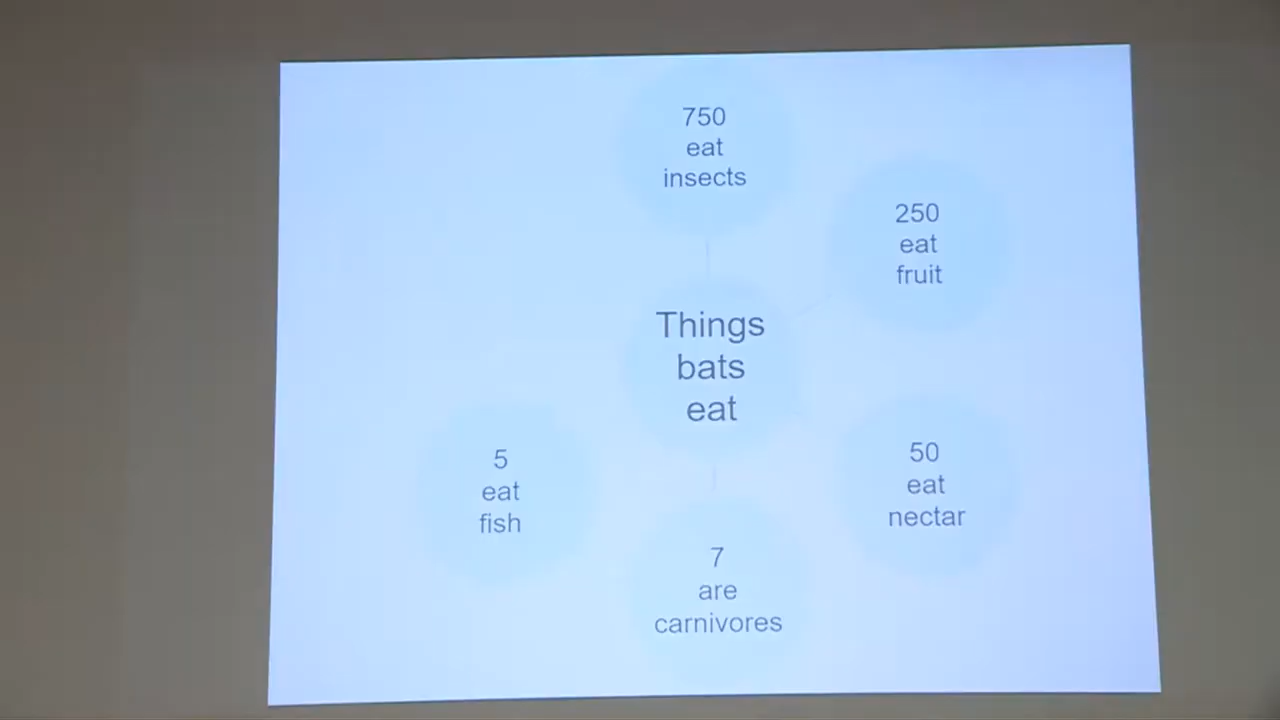 750
eat
insects
250
eat
fruit
Things
bats
eat
50
eat
nectar
7
are
carnivores
5
eat
fish